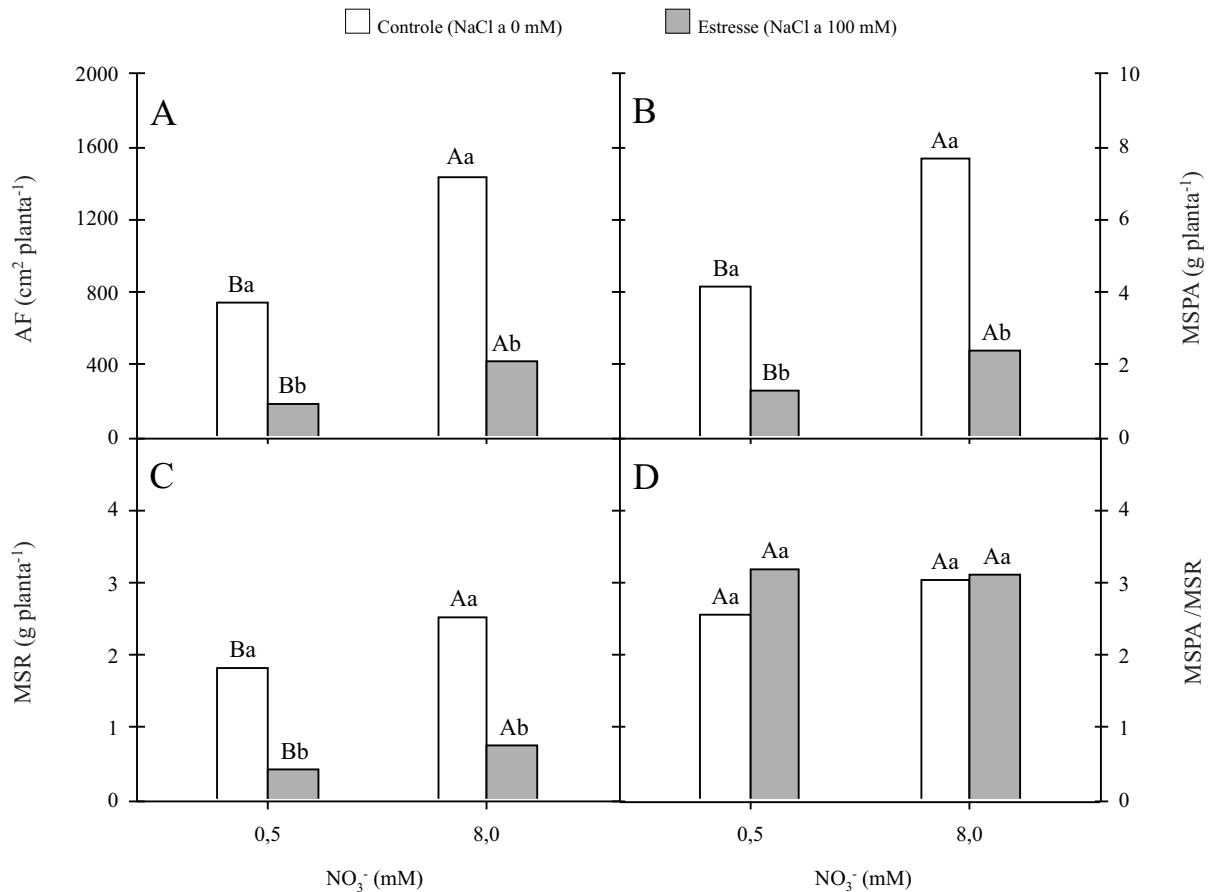 Controle (NaCl a 0 mM)
Estresse (NaCl a 100 mM)
A
AF (cm² planta⁻¹)
2000
1600
1200
800
400
0
Ba
Bb
Aa
Ab
B
MSPA (g planta⁻¹)
10
8
6
4
2
0
Ba
Bb
Aa
Ab
C
MSR (g planta⁻¹)
4
3
2
1
0
Ba
Bb
Aa
Ab
0,5
8,0
NO₃⁻ (mM)
D
MSPA /MSR
4
3
2
1
0
Aa
Aa
Aa
Aa
0,5
8,0
NO₃⁻ (mM)